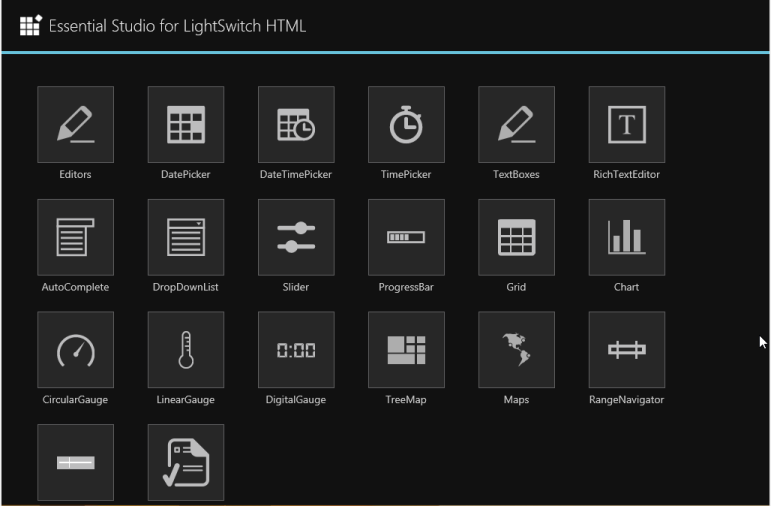 Essential Studio for LightSwitch HTML
Editors
DatePicker
DateTimePicker
TimePicker
TextBoxes
RichTextEditor
T
AutoComplete
DropDownList
Slider
ProgressBar
Grid
Chart
0:00
CircularGauge
LinearGauge
DigitalGauge
TreeMap
Maps
RangeNavigator